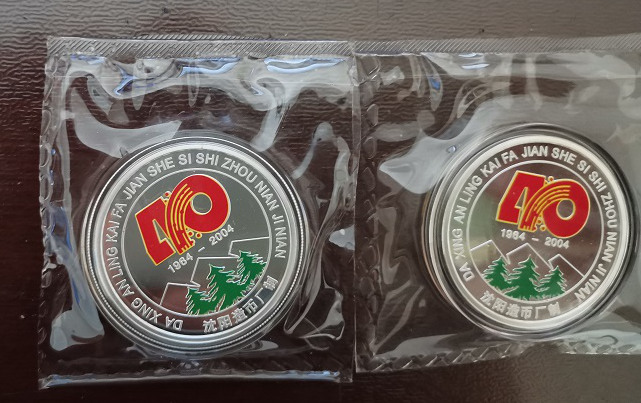 DA XING AN LING KAI FA JIAN SHE SI SHI ZHOU NIAN JI NIAN
40
1964 - 2004
沈阳造币厂制
DA XING AN LING KAI FA JIAN SHE SI SHI ZHOU NIAN JI NIAN
40
1964 - 2004
沈阳造币厂制